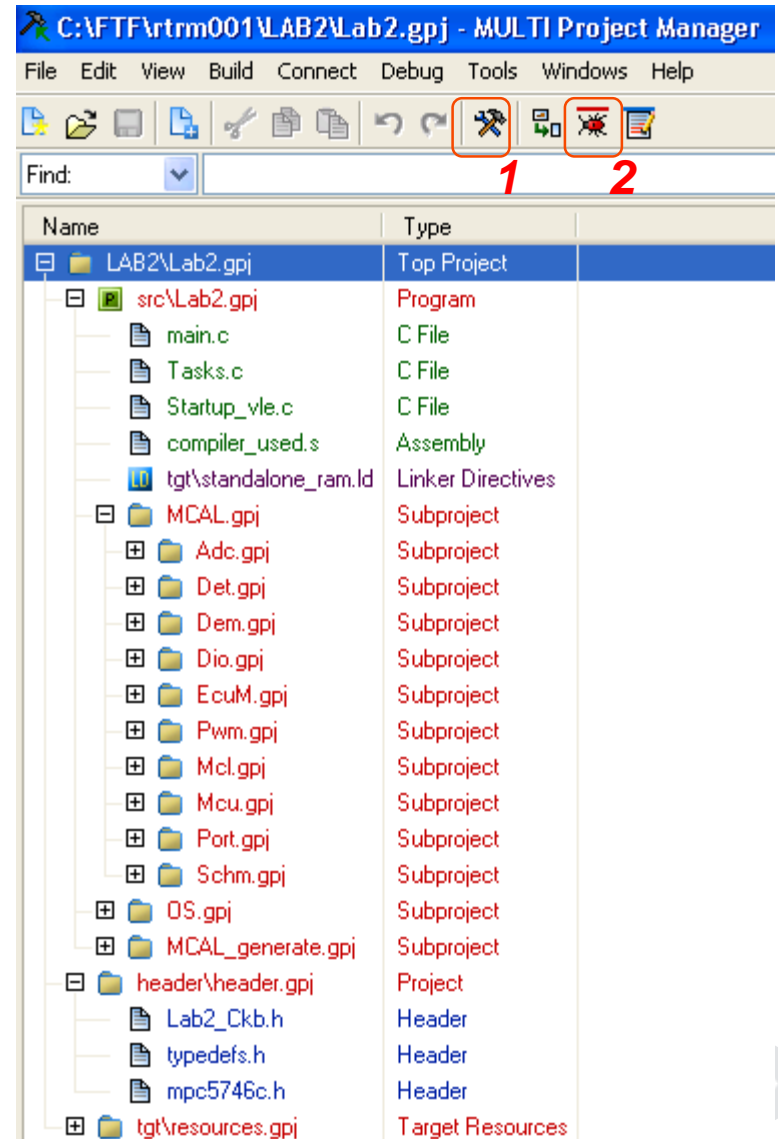 C:\FTF\rtrm001\LAB2\Lab2.gpj - MULTI Project Manager
File Edit View Build Connect Debug Tools Windows Help
Find:
1 2
Name Type
LAB2\Lab2.gpj Top Project
src\Lab2.gpj Program
main.c C File
Tasks.c C File
Startup_vle.c C File
compiler_used.s Assembly
tgt\standalone_ram.ld Linker Directives
MCAL.gpj Subproject
Adc.gpj Subproject
Det.gpj Subproject
Dem.gpj Subproject
Dio.gpj Subproject
EcuM.gpj Subproject
Pwm.gpj Subproject
Mcl.gpj Subproject
Mcu.gpj Subproject
Port.gpj Subproject
Schm.gpj Subproject
OS.gpj Subproject
MCAL_generate.gpj Subproject
header\header.gpj Project
Lab2_Ckb.h Header
typedefs.h Header
mpc5746c.h Header
tgt\resources.gpj Target Resources